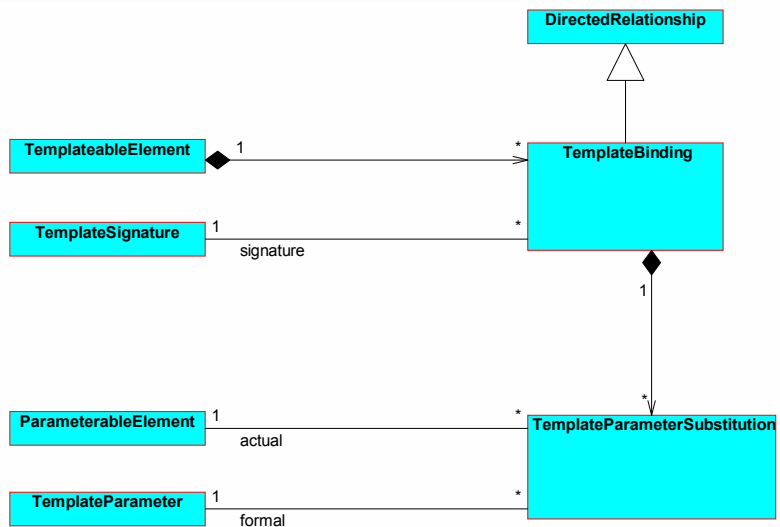 DirectedRelationship
TemplateableElement
1
*
TemplateBinding
TemplateSignature
1
*
signature
1
*
ParameterableElement
1
*
actual
TemplateParameterSubstitution
TemplateParameter
1
*
formal